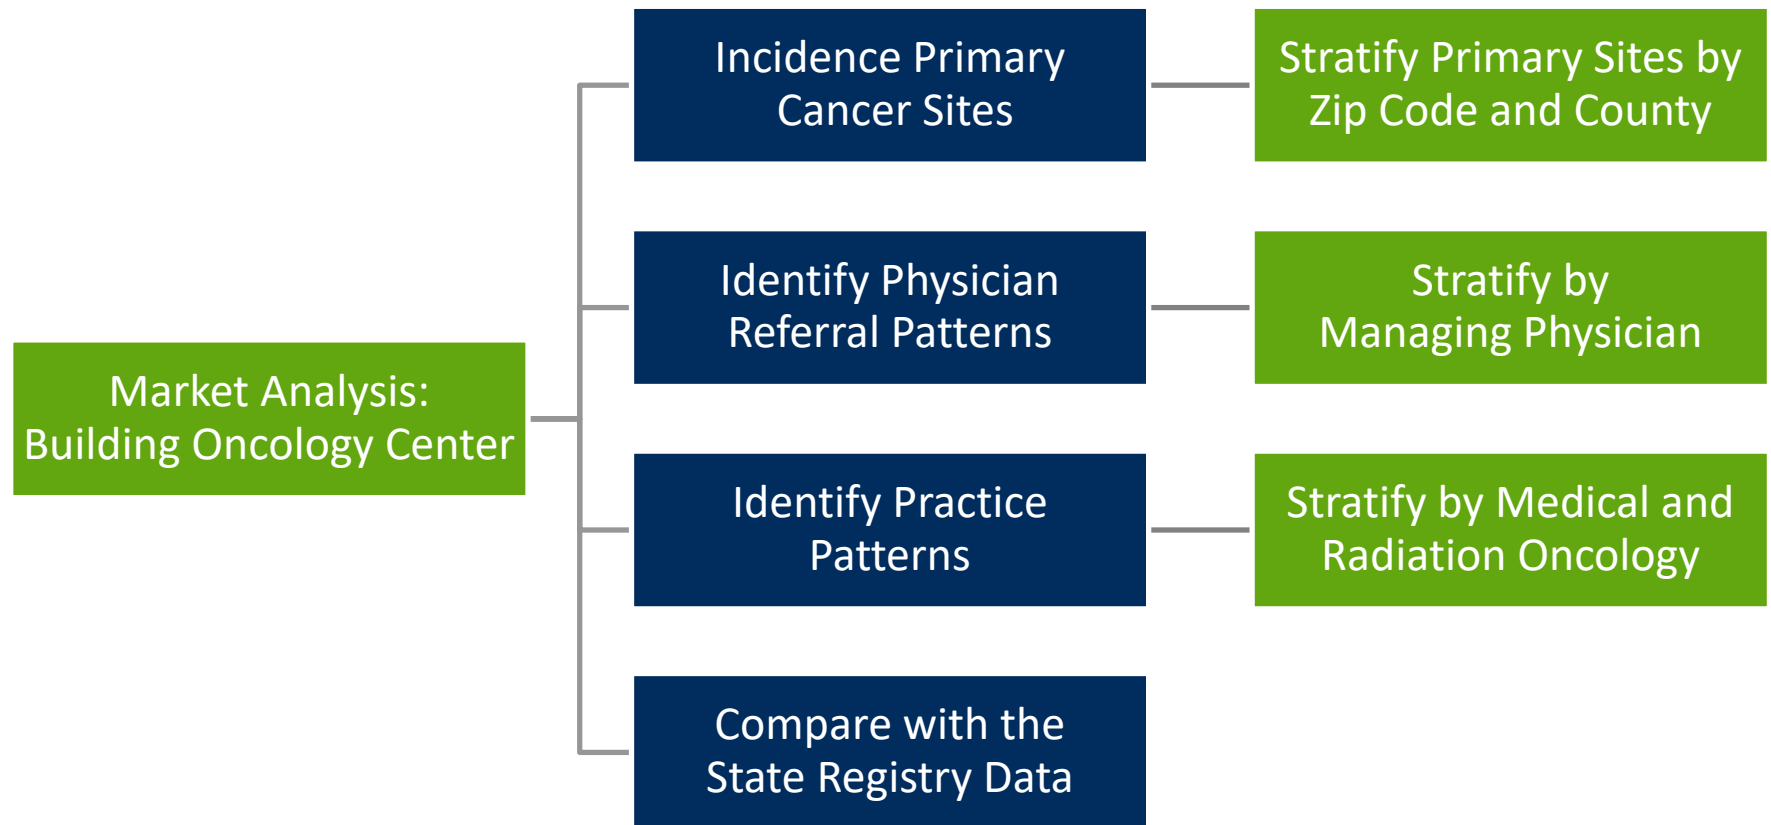 Incidence Primary
Cancer Sites
Stratify Primary Sites by
Zip Code and County
Identify Physician
Referral Patterns
Stratify by
Managing Physician
Market Analysis:
Building Oncology Center
Identify Practice
Patterns
Stratify by Medical and
Radiation Oncology
Compare with the
State Registry Data